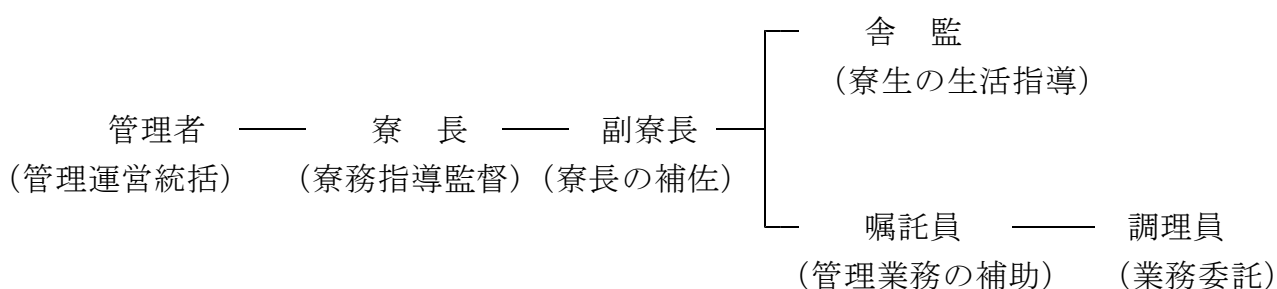 舎　監
（寮生の生活指導）
管理者　寮　長　副寮長
（管理運営統括）　（寮務指導監督）（寮長の補佐）
嘱託員　調理員
（管理業務の補助）　（業務委託）